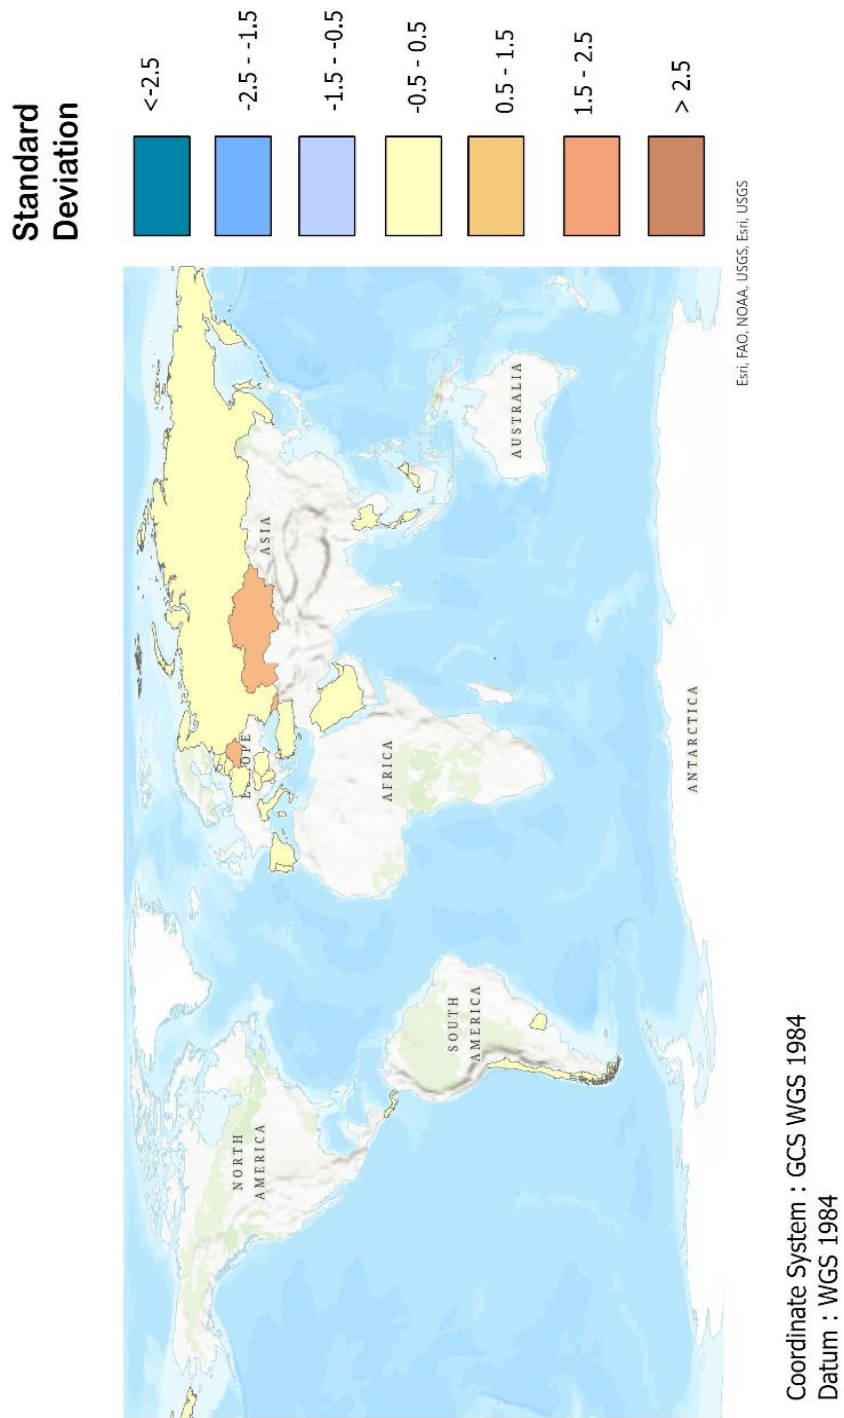 Standard
Deviation
<-2.5
-2.5 - -1.5
-1.5 - -0.5
-0.5 - 0.5
0.5 - 1.5
1.5 - 2.5
> 2.5
NORTH
AMERICA
SOUTH
AMERICA
EUROPE
ASIA
AFRICA
AUSTRALIA
ANTARCTICA
Esri, FAO, NOAA, USGS, Esri, USGS
Coordinate System : GCS WGS 1984
Datum : WGS 1984